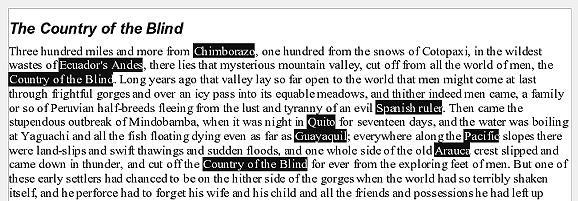 The Country of the Blind
Three hundred miles and more from Chimborazo, one hundred from the snows of Cotopaxi, in the wildest
wastes of Ecuador's Andes, there lies that mysterious mountain valley, cut off from all the world of men, the
Country of the Blind. Long years ago that valley lay so far open to the world that men might come at last
through frightful gorges and over an icy pass into its equable meadows, and thither indeed men came, a family
or so of Peruvian half-breeds fleeing from the lust and tyranny of an evil Spanish ruler. Then came the
stupendous outbreak of Mindobamba, when it was night in Quito for seventeen days, and the water was boiling
at Yaguachi and all the fish floating dying even as far as Guayaquil; everywhere along the Pacific slopes there
were land-slips and swift thawings and sudden floods, and one whole side of the old Arauca crest slipped and
came down in thunder, and cut off the Country of the Blind for ever from the exploring feet of men. But one of
these early settlers had chanced to be on the hither side of the gorges when the world had so terribly shaken
itself, and he perforce had to forget his wife and his child and all the friends and possessions he had left up